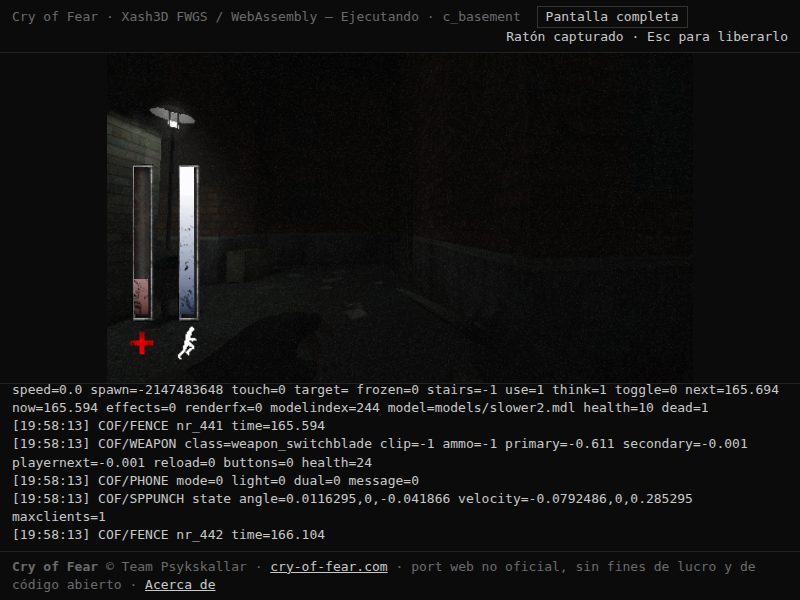 Cry of Fear · Xash3D FWGS / WebAssembly — Ejecutando · c_basement
Pantalla completa
Ratón capturado · Esc para liberarlo
speed=0.0 spawn=-2147483648 touch=0 target= frozen=0 stairs=-1 use=1 think=1 toggle=0 next=165.694
now=165.594 effects=0 renderfx=0 modelindex=244 model=models/slower2.mdl health=10 dead=1
[19:58:13] COF/FENCE nr_441 time=165.594
[19:58:13] COF/WEAPON class=weapon_switchblade clip=-1 ammo=-1 primary=-0.611 secondary=-0.001
playernext=-0.001 reload=0 buttons=0 health=24
[19:58:13] COF/PHONE mode=0 light=0 dual=0 message=0
[19:58:13] COF/SPPUNCH state angle=0.0116295,0,-0.041866 velocity=-0.0792486,0,0.285295
maxclients=1
[19:58:13] COF/FENCE nr_442 time=166.104
Cry of Fear © Team Psykskallar · cry-of-fear.com · port web no oficial, sin fines de lucro y de
código abierto · Acerca de